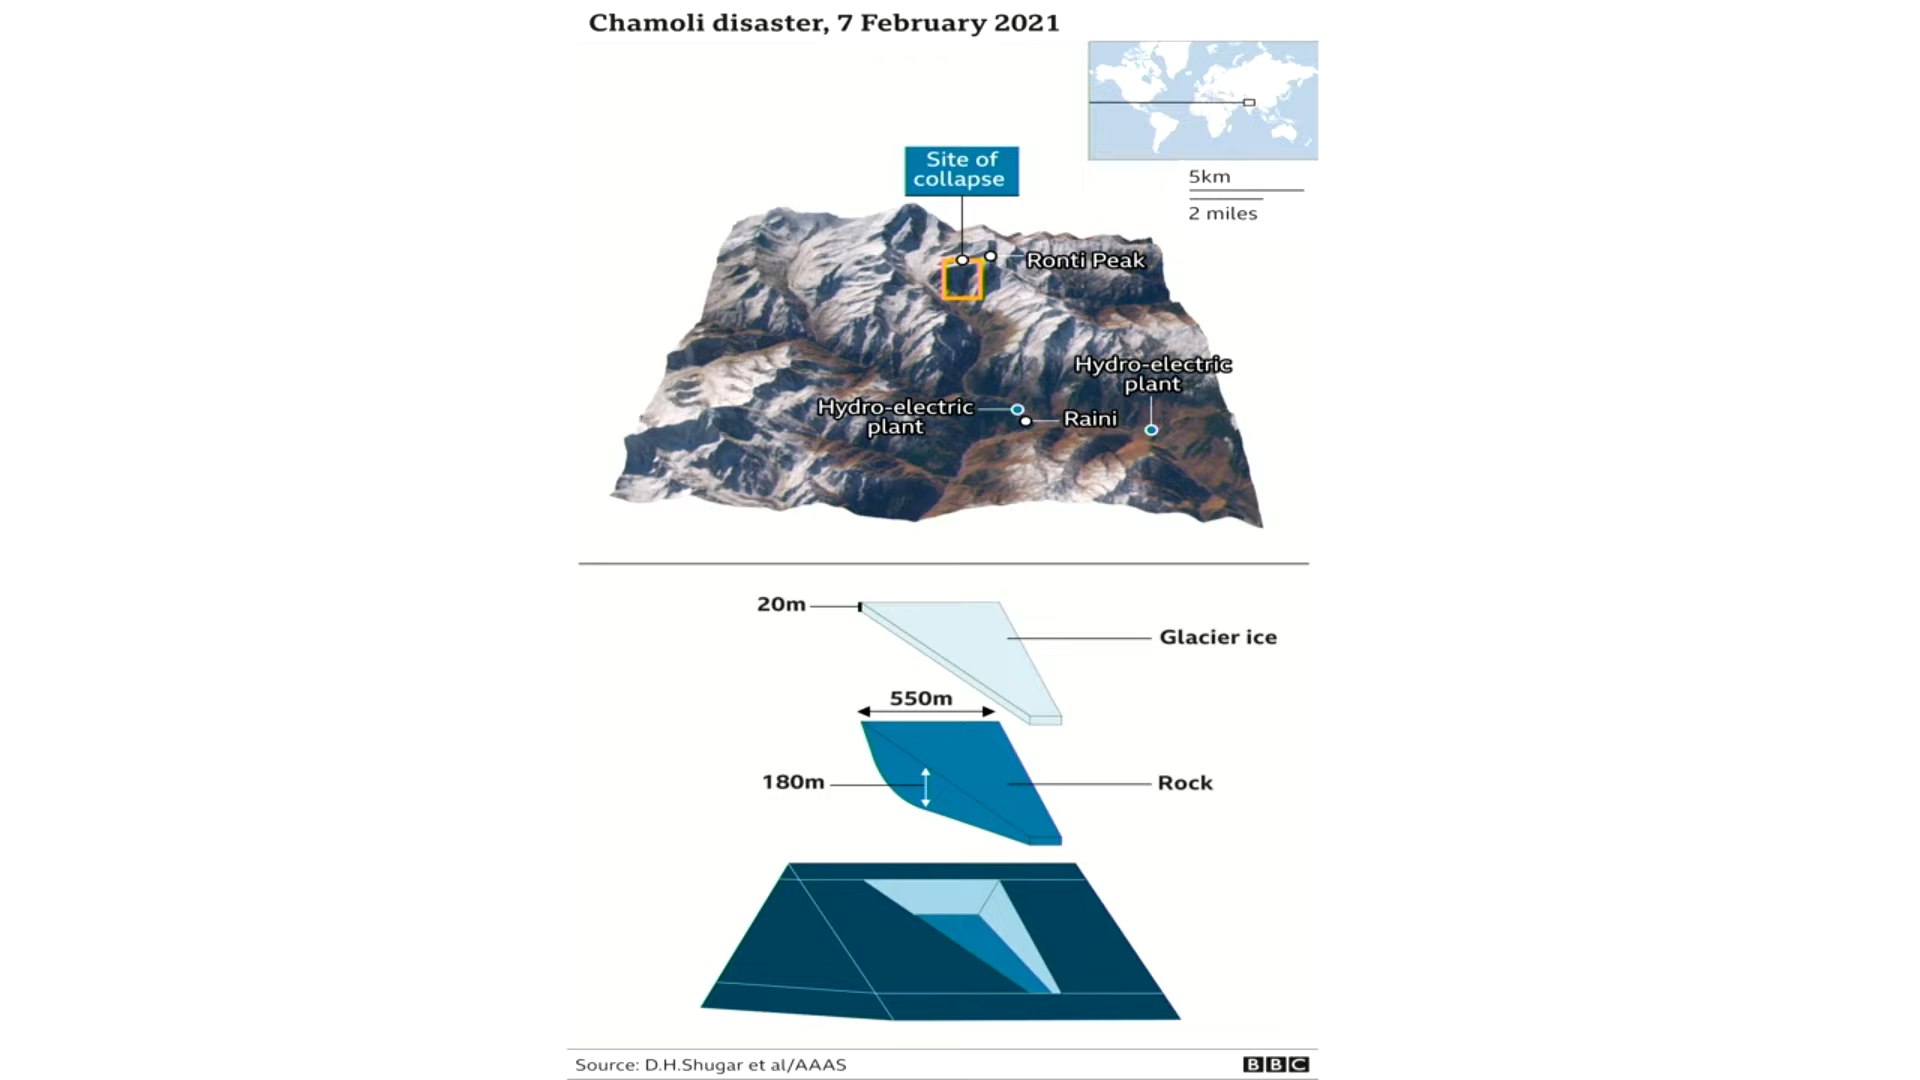 Chamoli disaster, 7 February 2021
Site of
collapse
5km
2 miles
Ronti Peak
Hydro-electric
plant
Hydro-electric
plant
Raini
20m
Glacier ice
550m
180m
Rock
Source: D.H.Shugar et al/AAAS
BBC